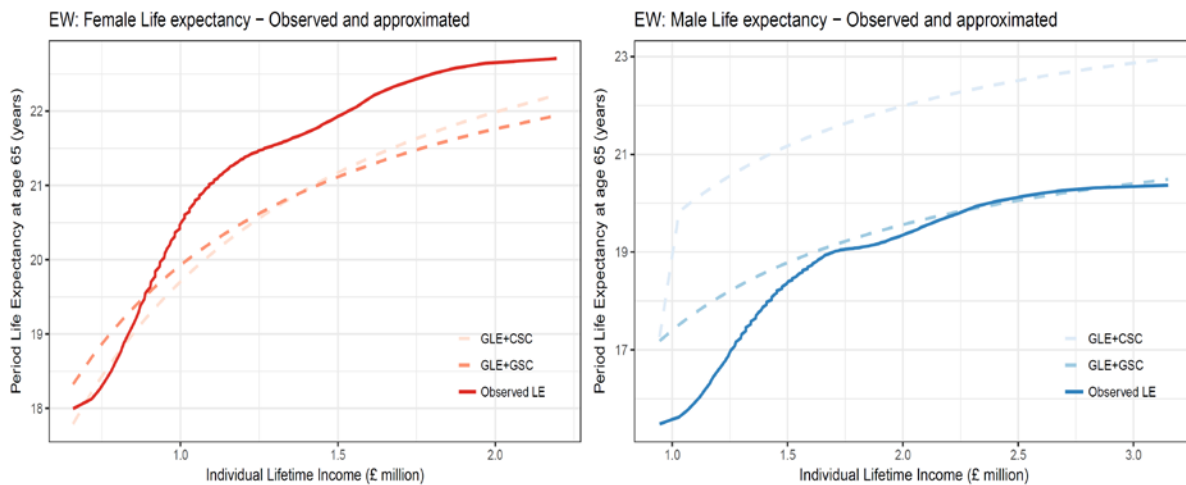 EW: Female Life expectancy − Observed and approximated
Period Life Expectancy at age 65 (years)
22
21
20
19
18
GLE+CSC
GLE+GSC
Observed LE
1.0
1.5
2.0
Individual Lifetime Income (£ million)
EW: Male Life expectancy − Observed and approximated
Period Life Expectancy at age 65 (years)
23
21
19
17
GLE+CSC
GLE+GSC
Observed LE
1.0
1.5
2.0
2.5
3.0
Individual Lifetime Income (£ million)